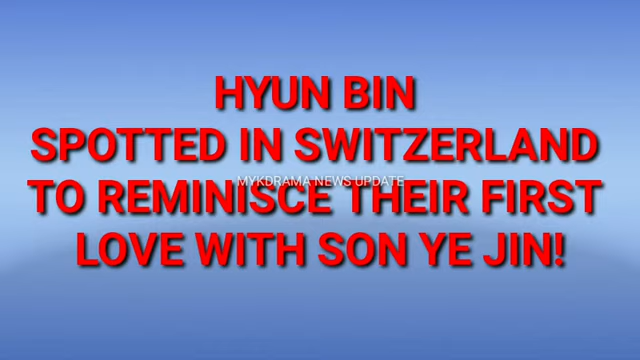 HYUN BIN
SPOTTED IN SWITZERLAND
MYKDRAMA NEWS UPDATE
TO REMINISCE THEIR FIRST
LOVE WITH SON YE JIN!